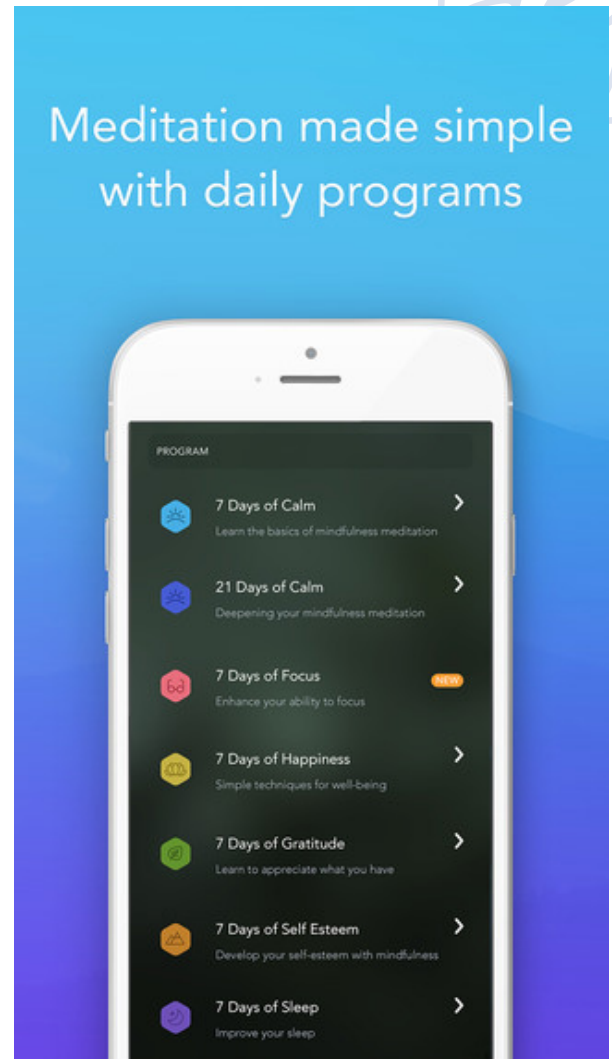 Meditation made simple
with daily programs
PROGRAM
7 Days of Calm
Learn the basics of mindfulness meditation
21 Days of Calm
Deepening your mindfulness meditation
7 Days of Focus
NEW
Enhance your ability to focus
7 Days of Happiness
Simple techniques for well-being
7 Days of Gratitude
Learn to appreciate what you have
7 Days of Self Esteem
Develop your self-esteem with mindfulness
7 Days of Sleep
Improve your sleep